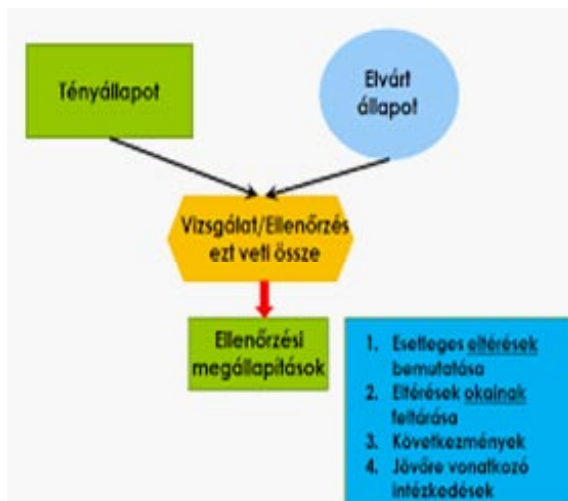 Tényállapot
Elvárt
állapot
Vizsgálat/Ellenőrzés
ezt veti össze
Ellenőrzési
megállapítások
1. Esetleges eltérések
bemutatása
2. Eltérések okainak
feltárása
3. Következmények
4. Jövőre vonatkozó
intézkedések